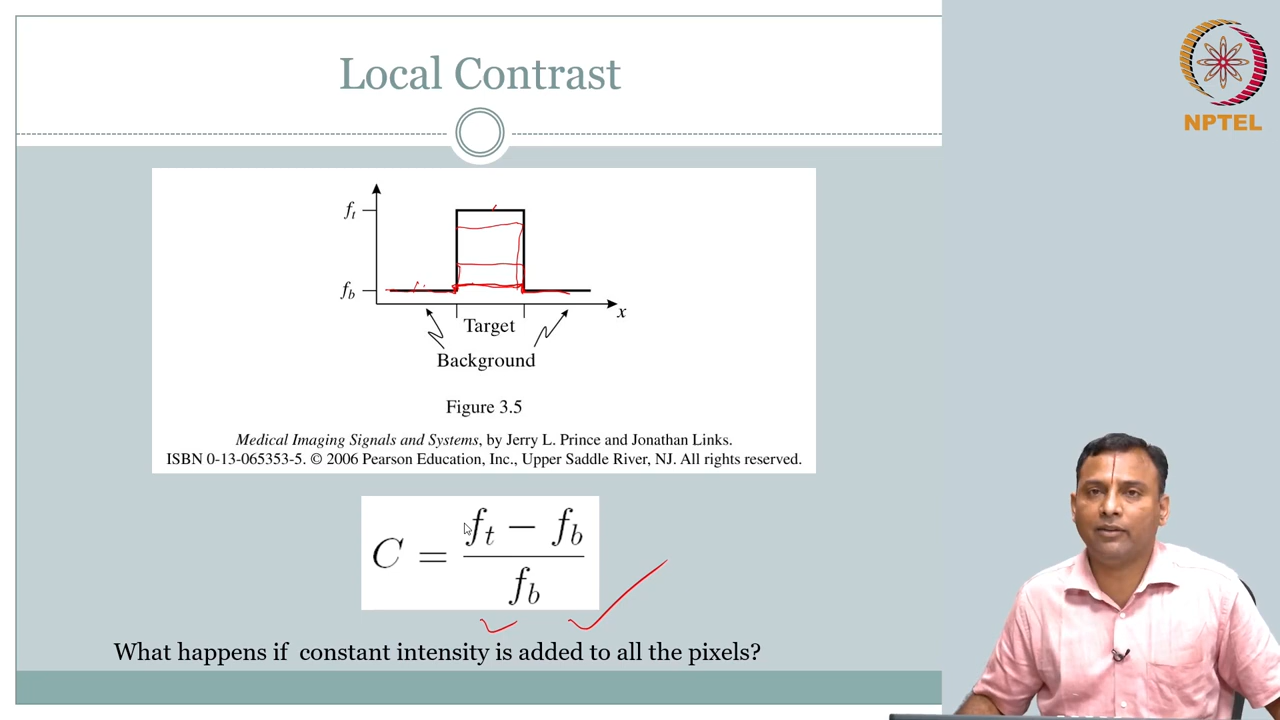 Local Contrast
NPTEL
f_t
f_b
x
Target
Background
Figure 3.5
Medical Imaging Signals and Systems, by Jerry L. Prince and Jonathan Links.
ISBN 0-13-065353-5. © 2006 Pearson Education, Inc., Upper Saddle River, NJ. All rights reserved.
C = \frac{f_t - f_b}{f_b}
What happens if constant intensity is added to all the pixels?